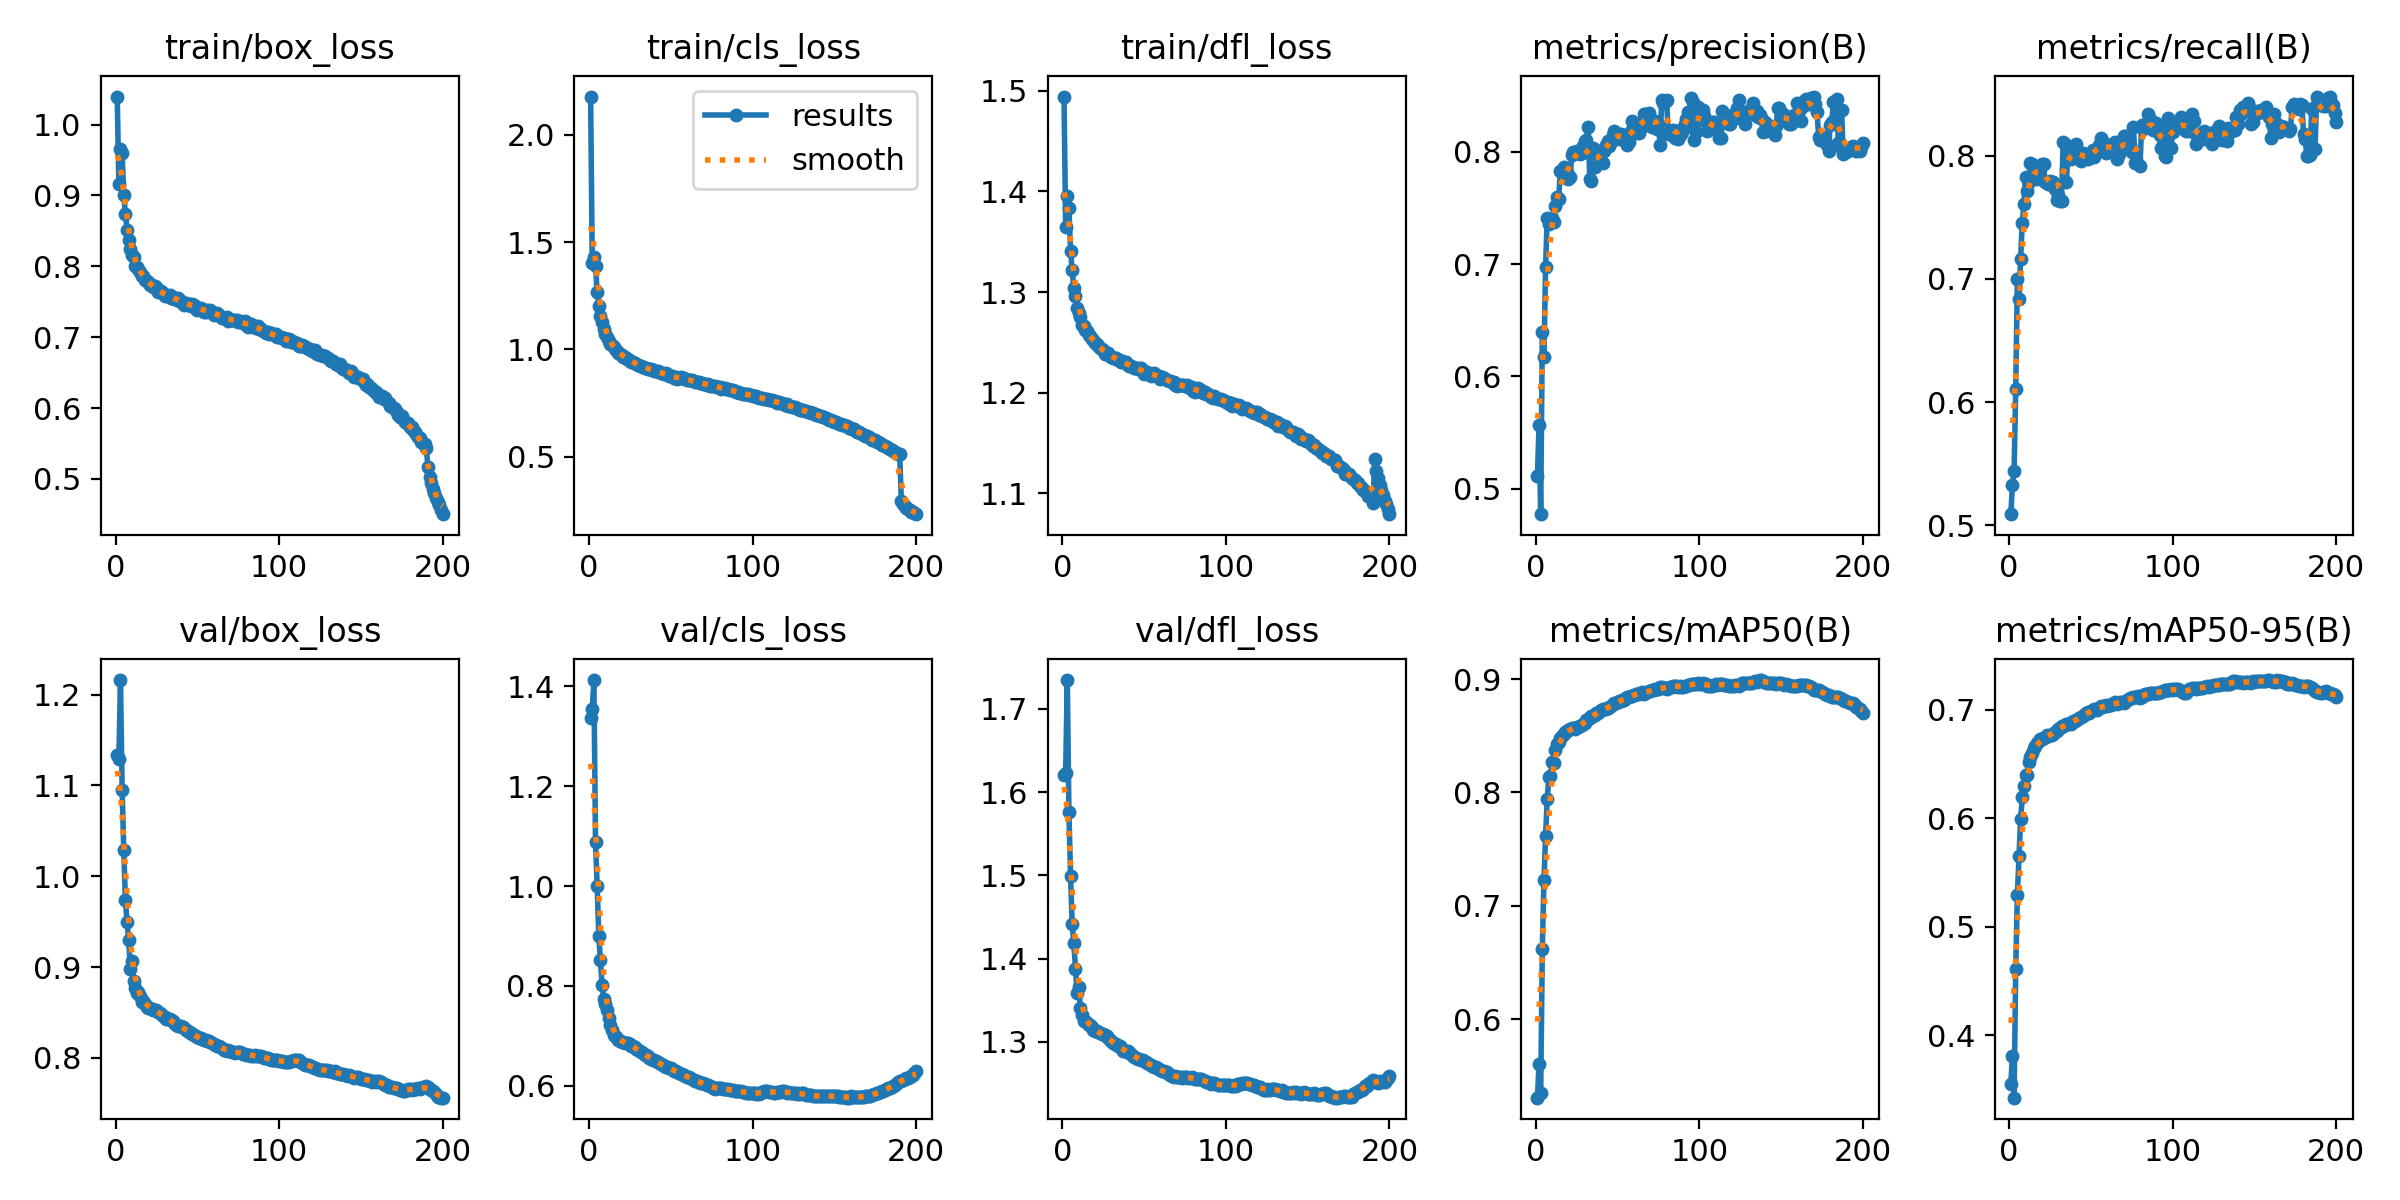 train/box_loss
train/cls_loss
train/dfl_loss
metrics/precision(B)
metrics/recall(B)
results
smooth
1.0
0.9
0.8
0.7
0.6
0.5
0 100 200
2.0
1.5
1.0
0.5
0 100 200
1.5
1.4
1.3
1.2
1.1
0 100 200
0.8
0.7
0.6
0.5
0 100 200
0.8
0.7
0.6
0.5
0 100 200
val/box_loss
val/cls_loss
val/dfl_loss
metrics/mAP50(B)
metrics/mAP50-95(B)
1.2
1.1
1.0
0.9
0.8
0 100 200
1.4
1.2
1.0
0.8
0.6
0 100 200
1.7
1.6
1.5
1.4
1.3
0 100 200
0.9
0.8
0.7
0.6
0 100 200
0.7
0.6
0.5
0.4
0 100 200